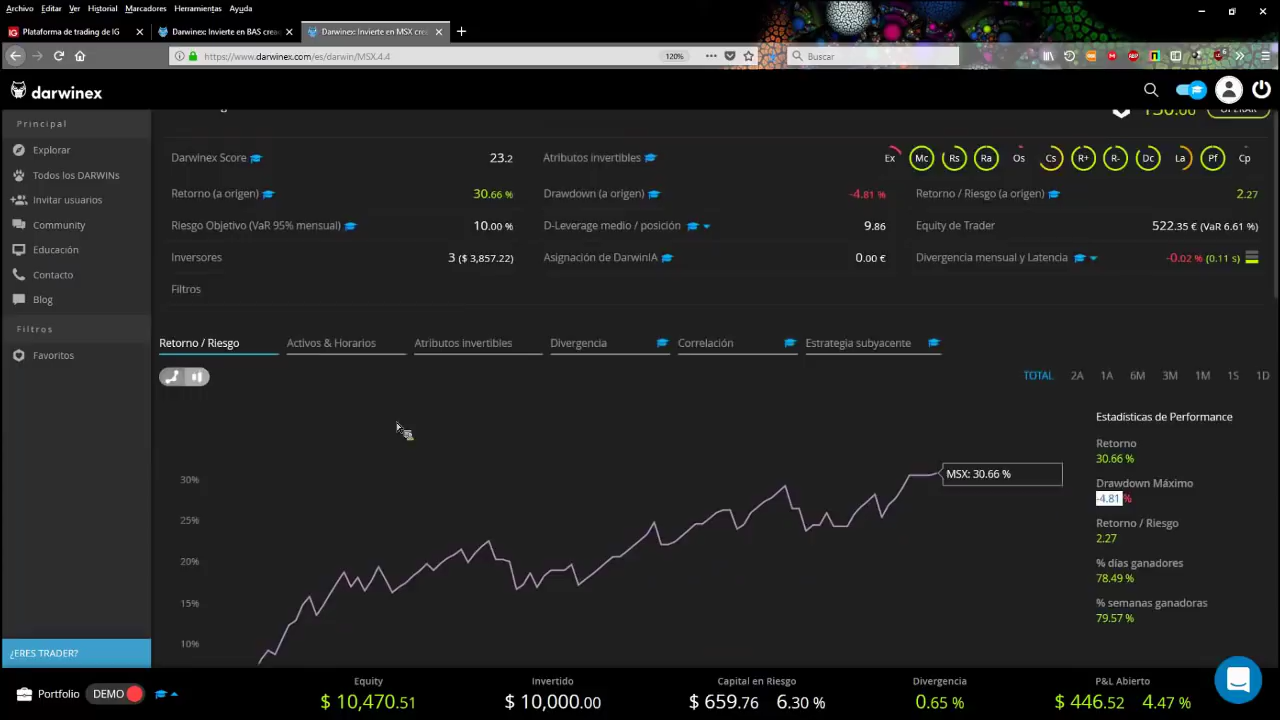 Archivo Editar Ver Historial Marcadores Herramientas Ayuda
Plataforma de trading de IG
Darwinex: Invierte en BAS crea
Darwinex: Invierte en MSX crea
https://www.darwinex.com/es/darwin/MSX.4.4
120%
Buscar
darwinex
Principal
Explorar
Todos los DARWINs
Invitar usuarios
Community
Educación
Contacto
Blog
Filtros
Favoritos
¿ERES TRADER?
Darwinex Score 23.2
Atributos invertibles Ex Mc Rs Ra Os Cs R+ R- Dc La Pf Cp
Retorno (a origen) 30.66 %
Drawdown (a origen) -4.81 %
Retorno / Riesgo (a origen) 2.27
Riesgo Objetivo (VaR 95% mensual) 10.00 %
D-Leverage medio / posición 9.86
Equity de Trader 522.35 € (VaR 6.61 %)
Inversores 3 ($ 3,857.22)
Asignación de DarwinIA 0.00 €
Divergencia mensual y Latencia -0.02 % (0.11 s)
Filtros
Retorno / Riesgo Activos & Horarios Atributos invertibles Divergencia Correlación Estrategia subyacente
TOTAL 2A 1A 6M 3M 1M 1S 1D
30%
25%
20%
15%
10%
MSX: 30.66 %
Estadísticas de Performance
Retorno
30.66 %
Drawdown Máximo
-4.81 %
Retorno / Riesgo
2.27
% días ganadores
78.49 %
% semanas ganadoras
79.57 %
Portfolio DEMO
Equity
$ 10,470.51
Invertido
$ 10,000.00
Capital en Riesgo
$ 659.76 6.30 %
Divergencia
0.65 %
P&L Abierto
$ 446.52 4.47 %